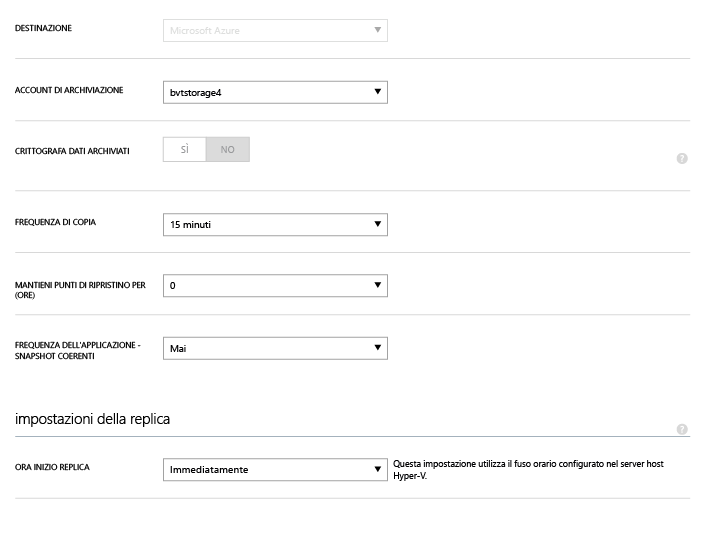 DESTINAZIONE
Microsoft Azure
ACCOUNT DI ARCHIVIAZIONE
bvtstorage4
CRITTOGRAFA DATI ARCHIVIATI
SÌ NO
?
FREQUENZA DI COPIA
15 minuti
MANTIENI PUNTI DI RIPRISTINO PER
(ORE)
0
FREQUENZA DELL'APPLICAZIONE -
SNAPSHOT COERENTI
Mai
impostazioni della replica
?
ORA INIZIO REPLICA
Immediatamente
Questa impostazione utilizza il fuso orario configurato nel server host
Hyper-V.